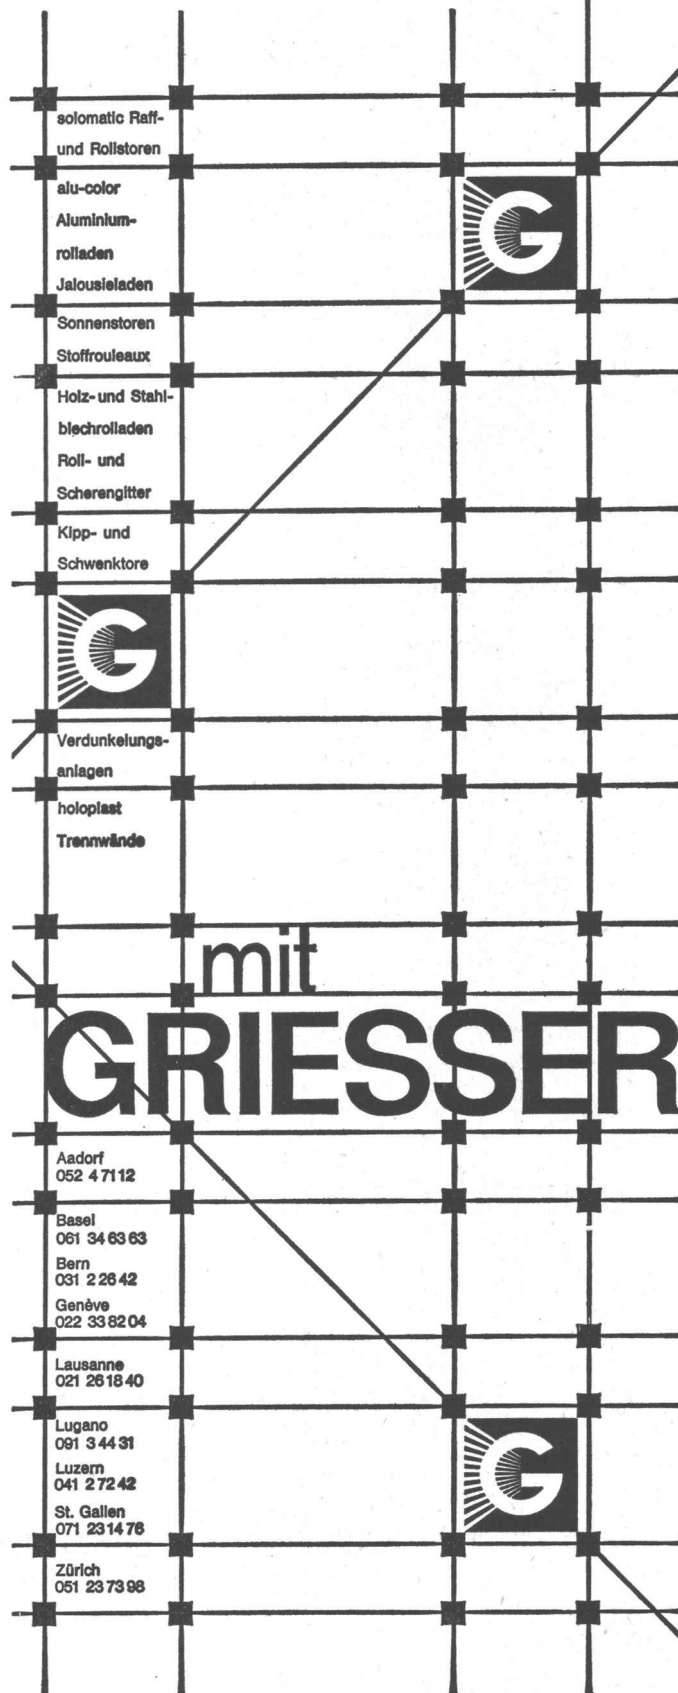 solomatic Raff-
und Rollstoren
alu-color
Aluminium-
rolladen
Jalousieladen
Sonnenstoren
Stoffrouleaux
Holz- und Stahl-
blechrolladen
Roll- und
Scherengitter
Kipp- und
Schwenktore
G
G
Verdunkelungs-
anlagen
holoplast
Trennwände
mit
GRIESSER
Aadorf
052 4 71 12
Basel
061 34 63 63
Bern
031 2 26 42
Genève
022 33 82 04
Lausanne
021 26 18 40
Lugano
091 3 44 31
Luzern
041 2 72 42
St. Gallen
071 23 14 76
Zürich
051 23 73 98
G